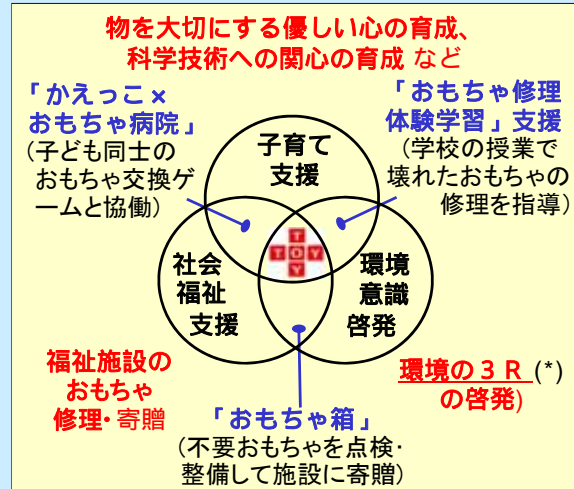 物を大切にする優しい心の育成、
科学技術への関心の育成 など
「かえっこ×
おもちゃ病院」
(子ども同士の
おもちゃ交換ゲ
ームと協働)
「おもちゃ修理
体験学習」支援
(学校の授業で
壊れたおもちゃの
修理を指導)
子育て
支援
社会
福祉
支援
T
TOY
Y
環境
意識
啓発
福祉施設の
おもちゃ
修理・寄贈
環境の3R (*)
の啓発)
「おもちゃ箱」
(不要おもちゃを点検・
整備して施設に寄贈)